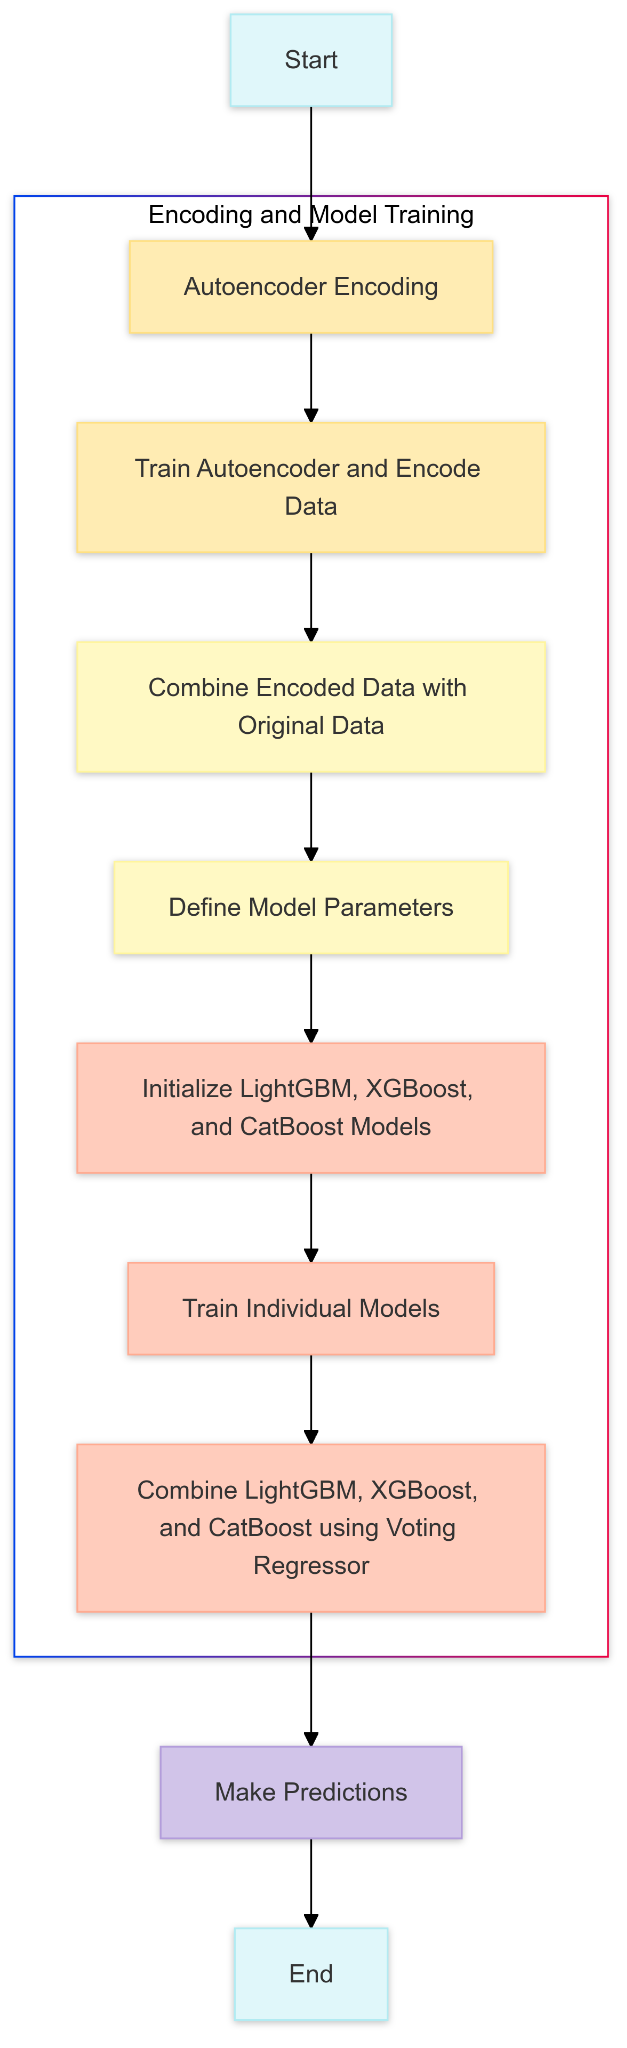 Start
Encoding and Model Training
Autoencoder Encoding
Train Autoencoder and Encode
Data
Combine Encoded Data with
Original Data
Define Model Parameters
Initialize LightGBM, XGBoost,
and CatBoost Models
Train Individual Models
Combine LightGBM, XGBoost,
and CatBoost using Voting
Regressor
Make Predictions
End